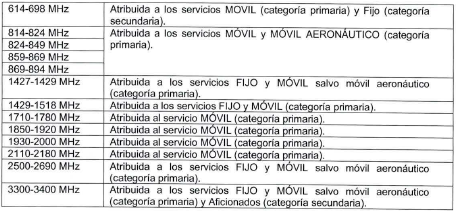 614-698 MHz Atribuida a los servicios MOVIL (categoría primaria) y Fijo (categoría
secundaria).
814-824 MHz Atribuida a los servicios MÓVIL y MÓVIL AERONÁUTICO (categoría
824-849 MHz primaria).
859-869 MHz
869-894 MHz
1427-1429 MHz Atribuida a los servicios FIJO y MÓVIL salvo móvil aeronáutico
(categoría primaria).
1429-1518 MHz Atribuida a los servicios FIJO y MÓVIL (categoría primaria).
1710-1780 MHz Atribuida al servicio MÓVIL (categoría primaria).
1850-1920 MHz Atribuida al servicio MÓVIL (categoría primaria).
1930-2000 MHz Atribuida al servicio MÓVIL (categoría primaria).
2110-2180 MHz Atribuida al servicio MÓVIL (categoría primaria).
2500-2690 MHz Atribuida a los servicios FIJO y MÓVIL salvo móvil aeronáutico
(categoría primaria).
3300-3400 MHz Atribuida a los servicios FIJO y MÓVIL salvo móvil aeronáutico
(categoría primaria) y Aficionados (categoría secundaria).